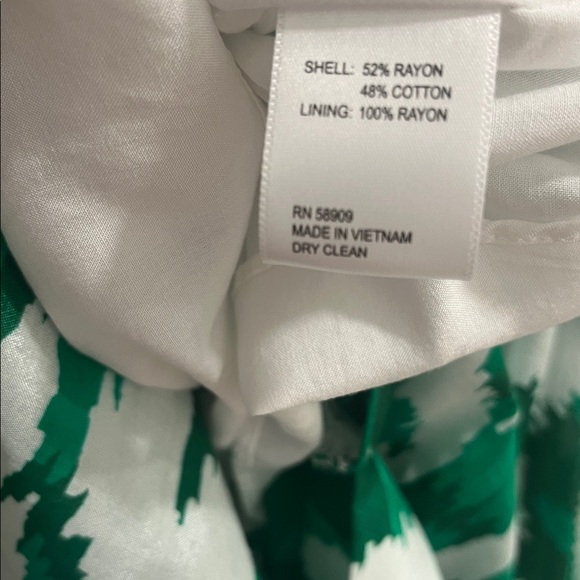 SHELL: 52% RAYON
48% COTTON
LINING: 100% RAYON
RN 58909
MADE IN VIETNAM
DRY CLEAN